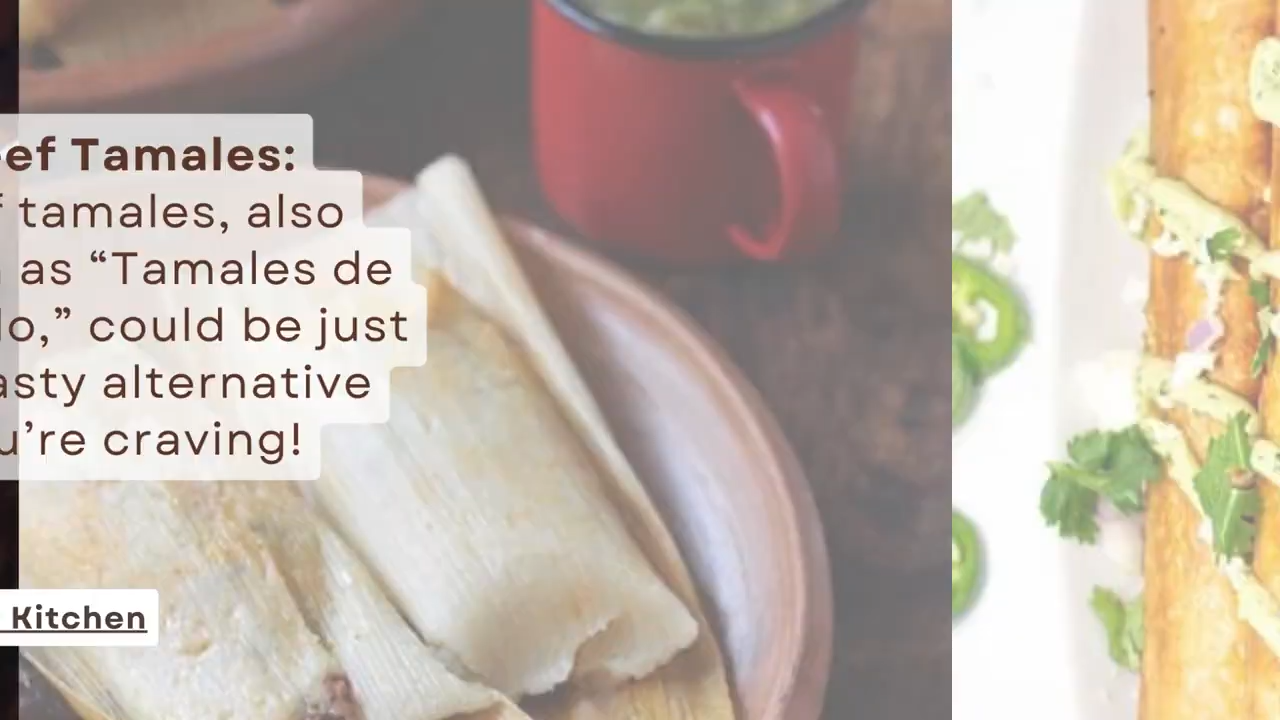 ef Tamales:
tamales, also
as “Tamales de
lo,” could be just
asty alternative
u’re craving!
Kitchen